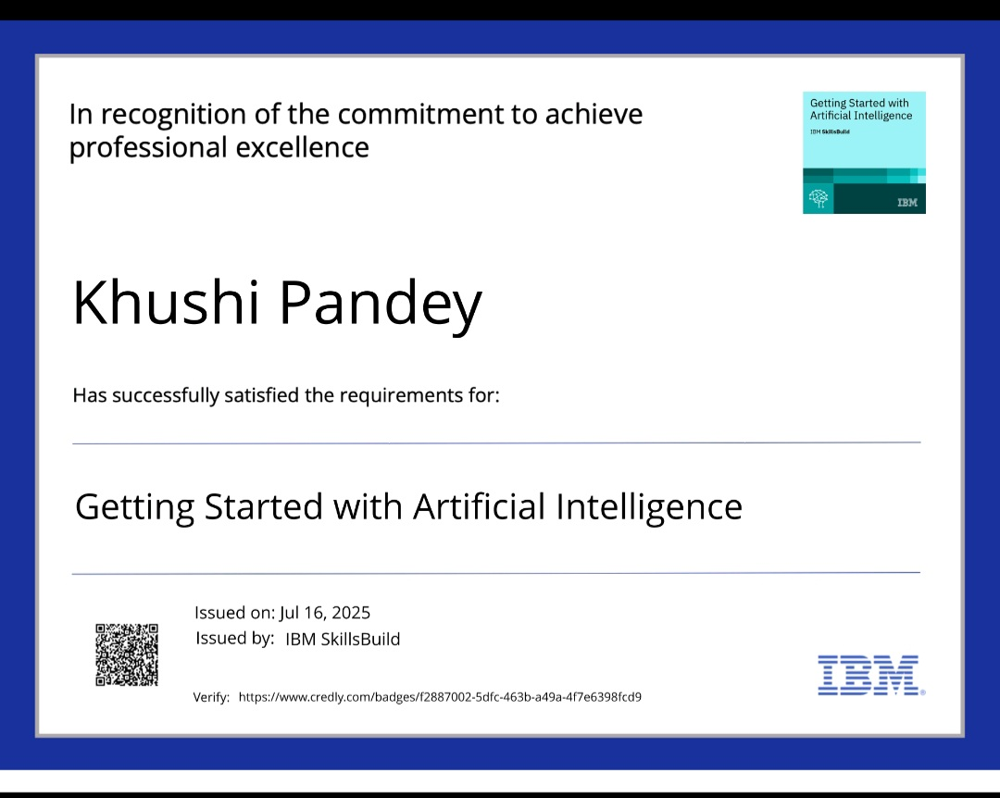 In recognition of the commitment to achieve
professional excellence
Getting Started with
Artificial Intelligence
IBM SkillsBuild
IBM
Khushi Pandey
Has successfully satisfied the requirements for:
Getting Started with Artificial Intelligence
Issued on: Jul 16, 2025
Issued by: IBM SkillsBuild
Verify: https://www.credly.com/badges/f2887002-5dfc-463b-a49a-4f7e6398fcd9
IBM®